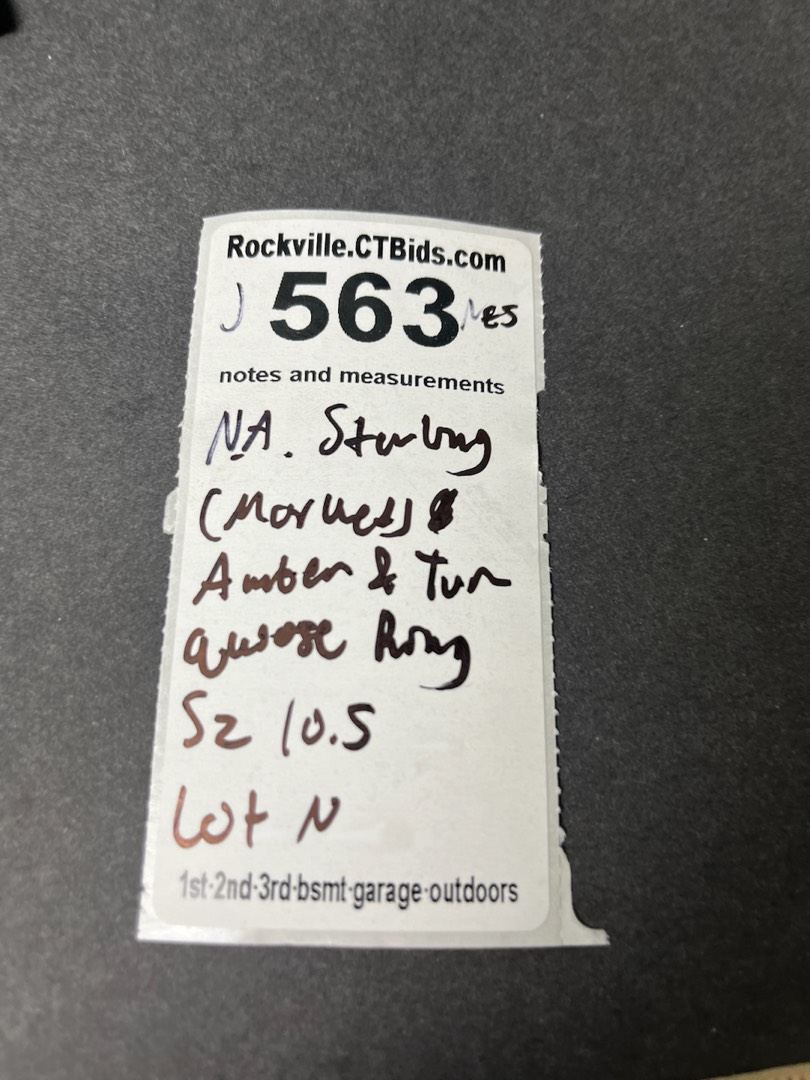 Rockville.CTBids.com
J 563 NES
notes and measurements
N.A. Sterling
(Marked)
Amber & Tur
quoise Ring
Sz 10.5
Lot N
1st-2nd-3rd-bsmt-garage-outdoors